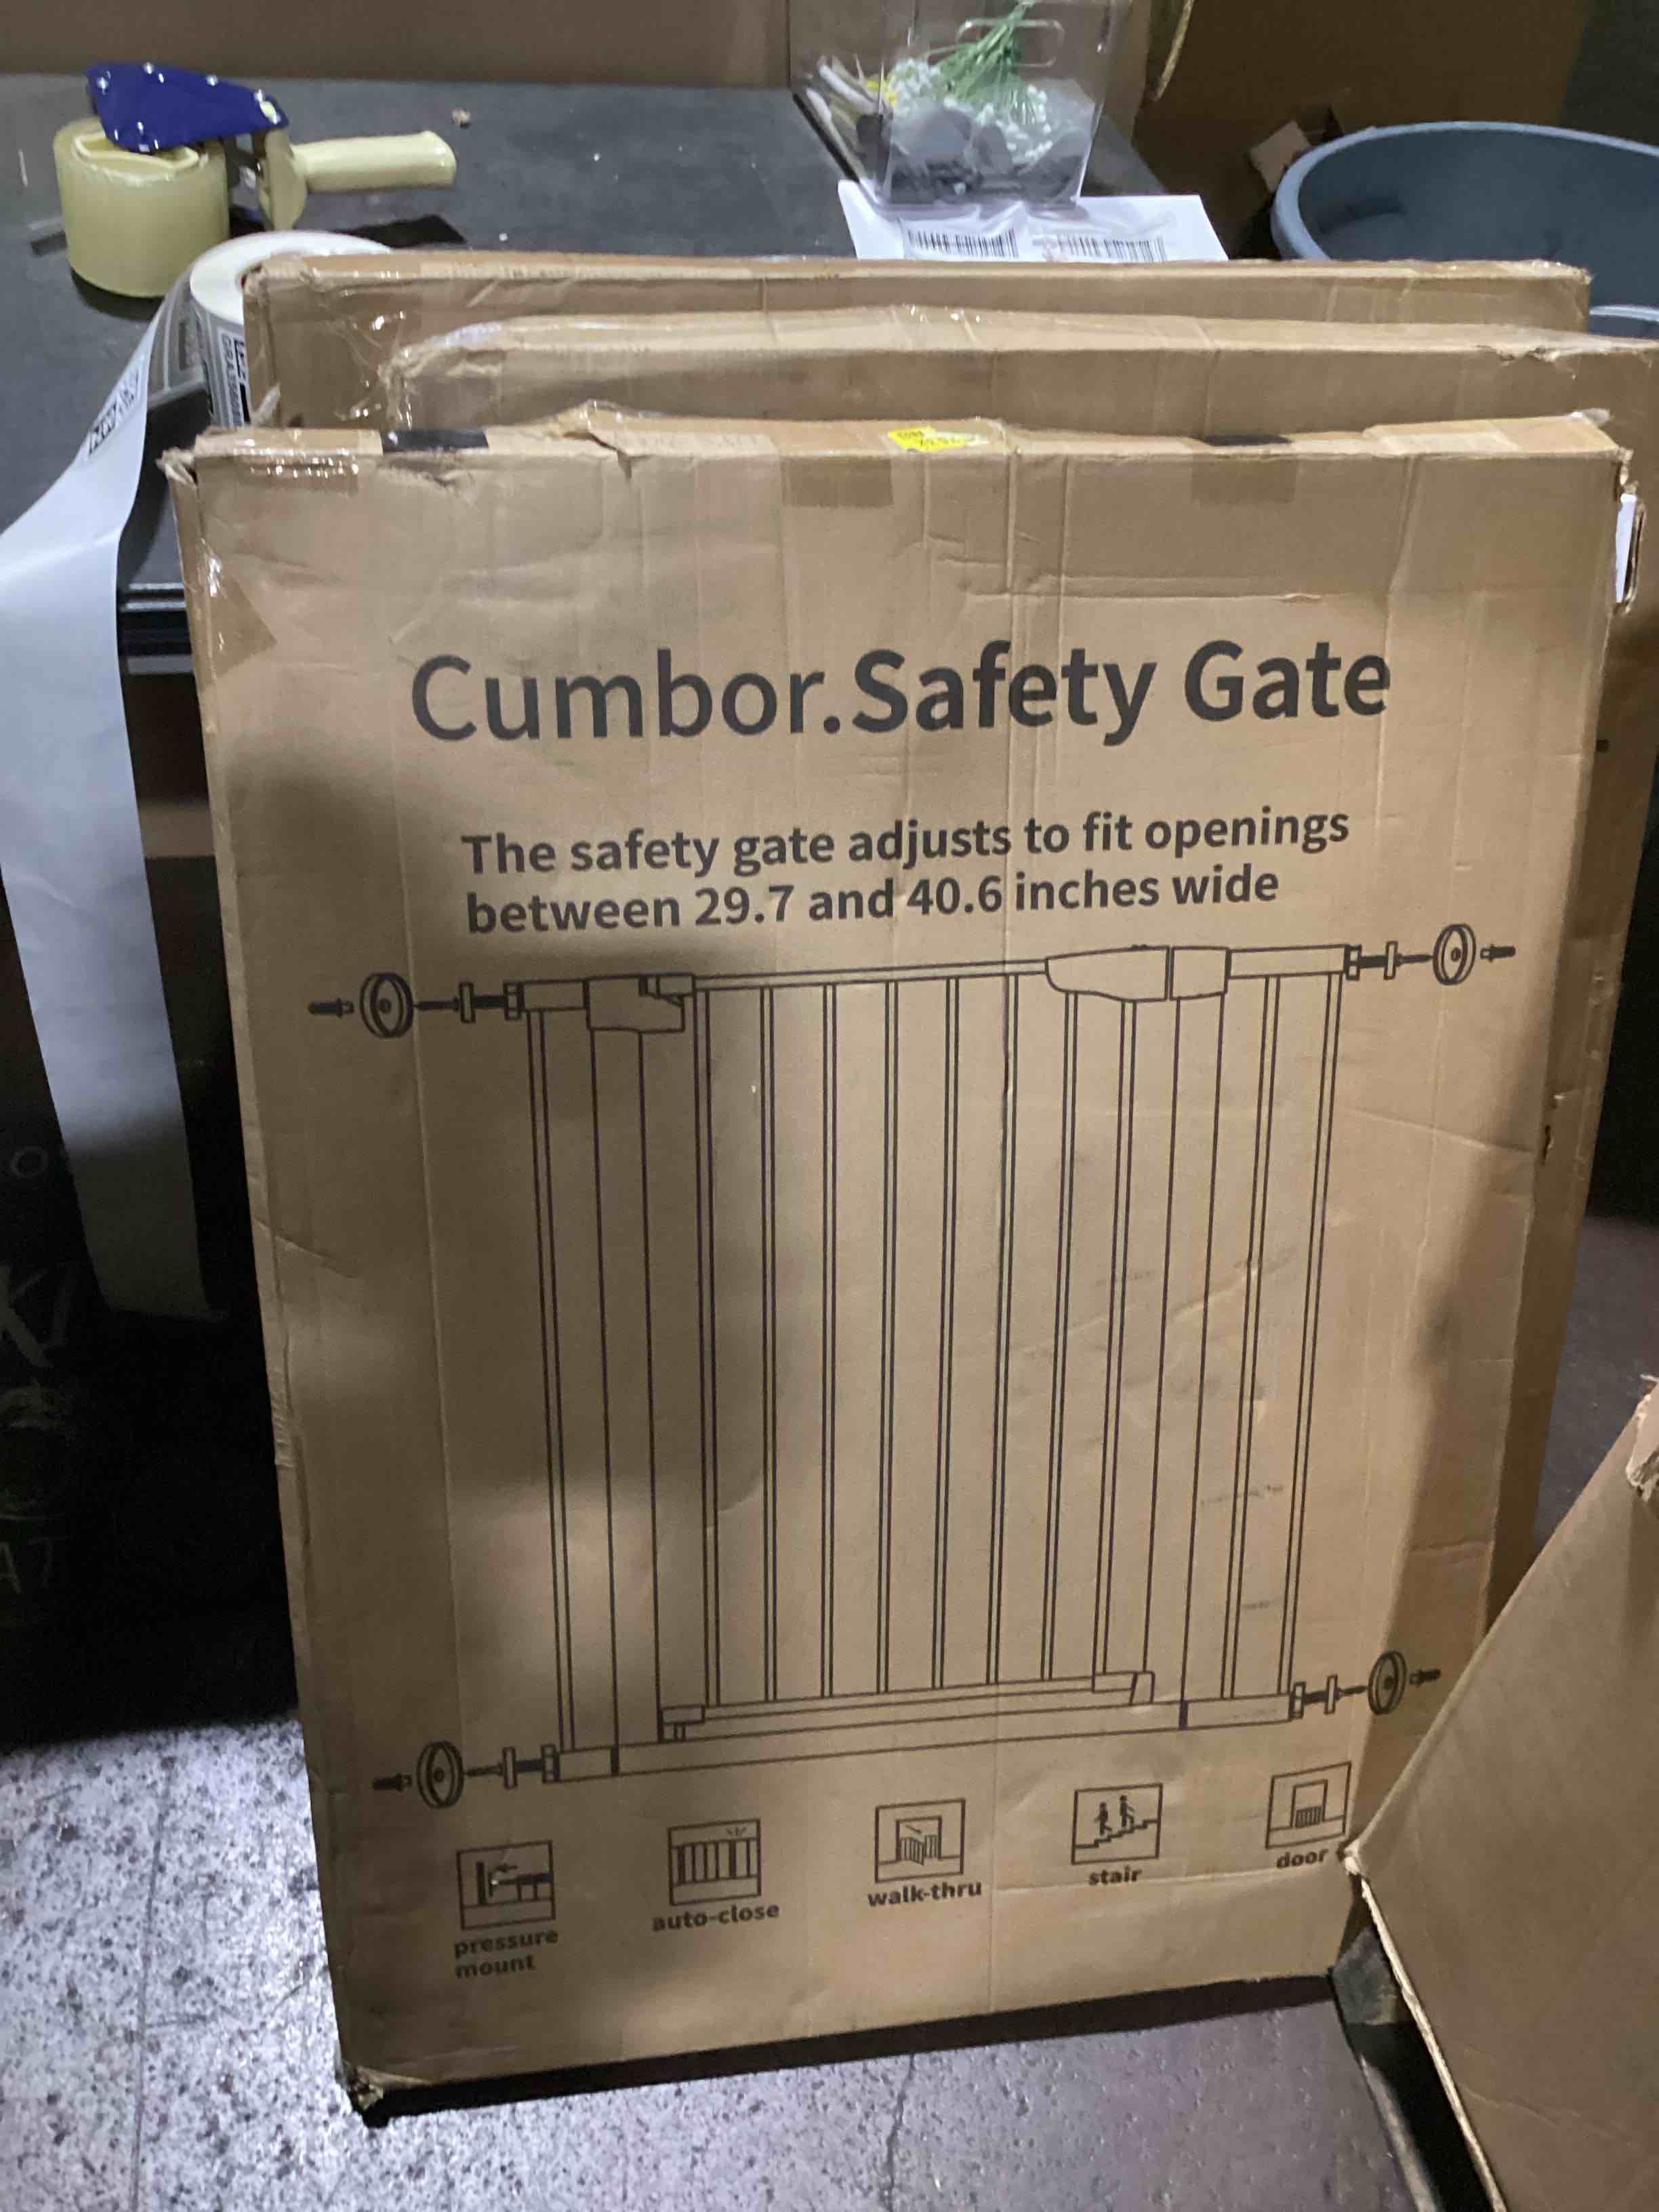 Cumbor.Safety Gate
The safety gate adjusts to fit openings
between 29.7 and 40.6 inches wide
pressure
mount
auto-close
walk-thru
stair
door